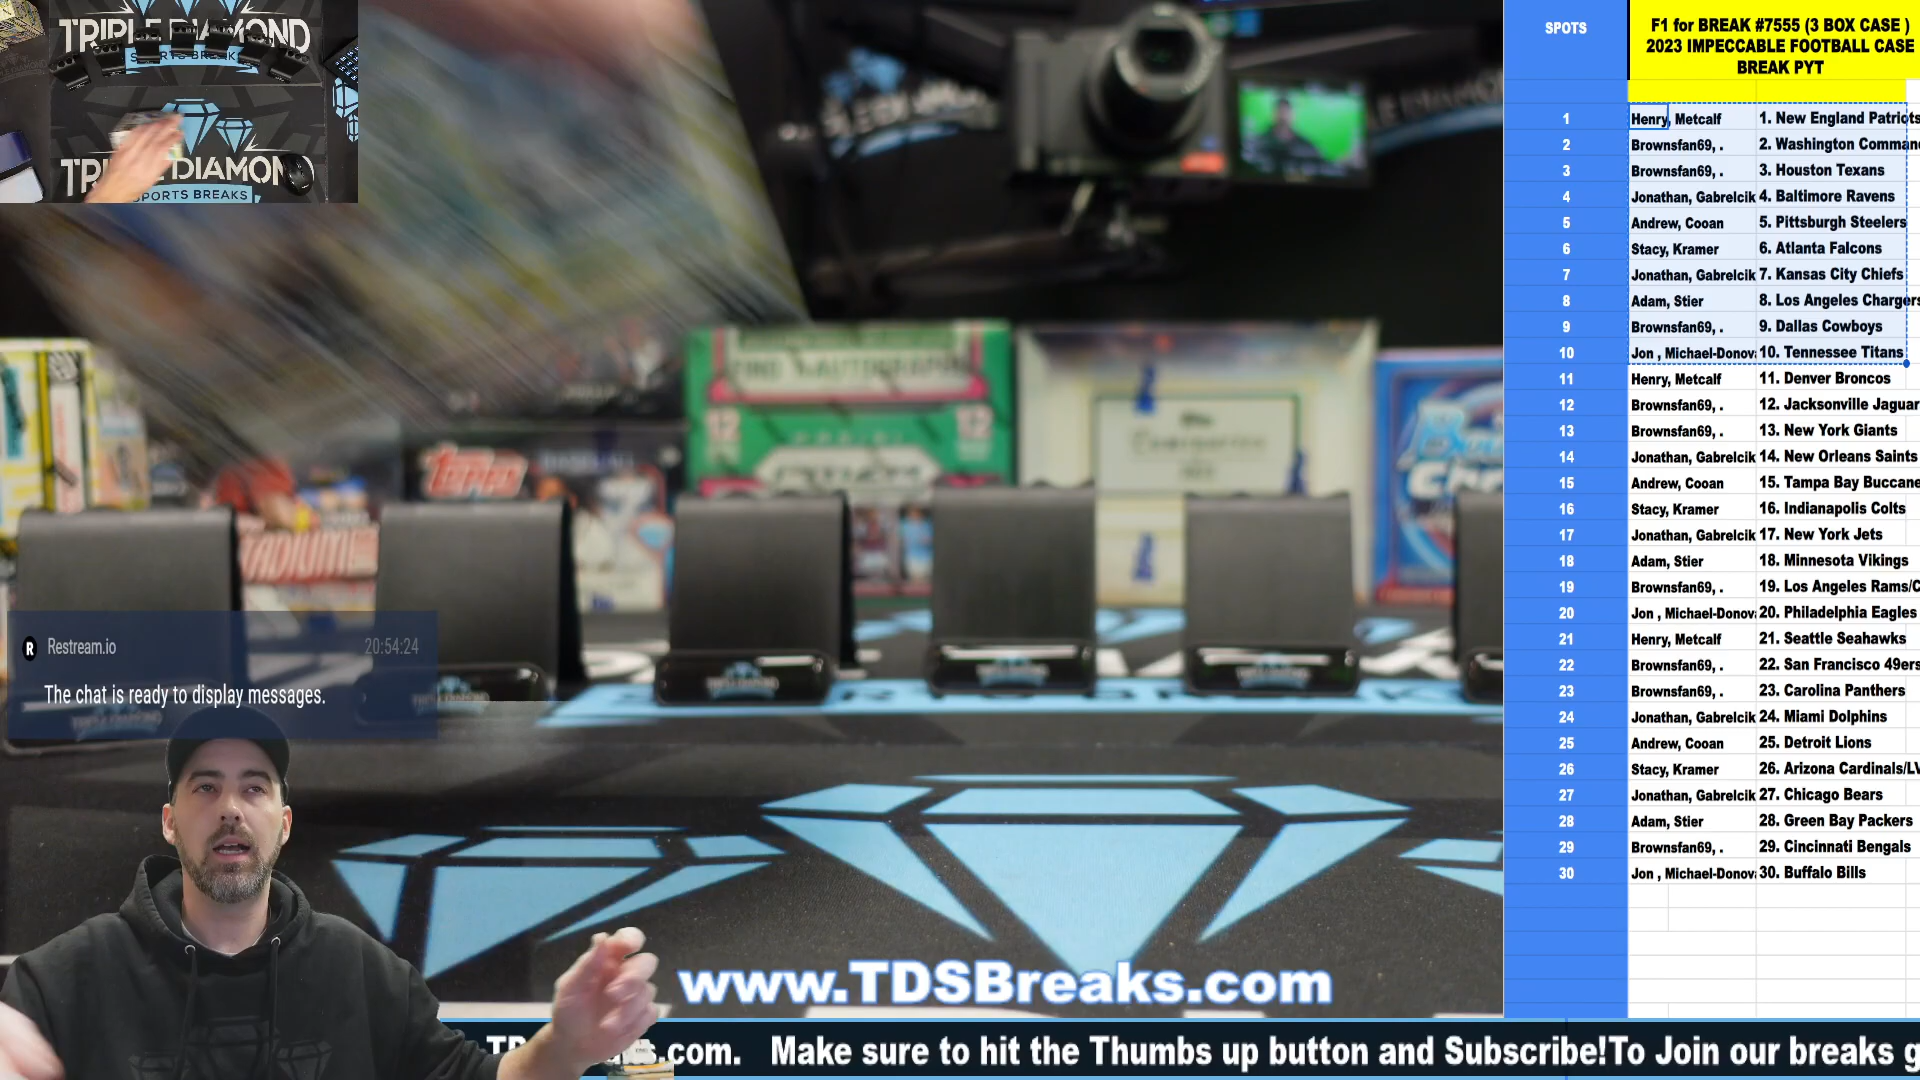 TRIPLE DIAMOND
SPORTS BREAKS
TRIPLE DIAMOND
SPORTS BREAKS
SPOTS
F1 for BREAK #7555 (3 BOX CASE )
2023 IMPECCABLE FOOTBALL CASE
BREAK PYT
1 Henry, Metcalf 1. New England Patriots
2 Brownsfan69, . 2. Washington Comman
3 Brownsfan69, . 3. Houston Texans
4 Jonathan, Gabrelcik 4. Baltimore Ravens
5 Andrew, Cooan 5. Pittsburgh Steelers
6 Stacy, Kramer 6. Atlanta Falcons
7 Jonathan, Gabrelcik 7. Kansas City Chiefs
8 Adam, Stier 8. Los Angeles Chargers
9 Brownsfan69, . 9. Dallas Cowboys
10 Jon , Michael-Donov 10. Tennessee Titans
11 Henry, Metcalf 11. Denver Broncos
12 Brownsfan69, . 12. Jacksonville Jaguar
13 Brownsfan69, . 13. New York Giants
14 Jonathan, Gabrelcik 14. New Orleans Saints
15 Andrew, Cooan 15. Tampa Bay Buccane
16 Stacy, Kramer 16. Indianapolis Colts
17 Jonathan, Gabrelcik 17. New York Jets
18 Adam, Stier 18. Minnesota Vikings
19 Brownsfan69, . 19. Los Angeles Rams/C
20 Jon , Michael-Donov 20. Philadelphia Eagles
21 Henry, Metcalf 21. Seattle Seahawks
22 Brownsfan69, . 22. San Francisco 49ers
23 Brownsfan69, . 23. Carolina Panthers
24 Jonathan, Gabrelcik 24. Miami Dolphins
25 Andrew, Cooan 25. Detroit Lions
26 Stacy, Kramer 26. Arizona Cardinals/LV
27 Jonathan, Gabrelcik 27. Chicago Bears
28 Adam, Stier 28. Green Bay Packers
29 Brownsfan69, . 29. Cincinnati Bengals
30 Jon , Michael-Donov 30. Buffalo Bills
12
12
Topps
STADIUM
R Restream.io 20:54:24
The chat is ready to display messages.
www.TDSBreaks.com
.com. Make sure to hit the Thumbs up button and Subscribe!To Join our breaks g